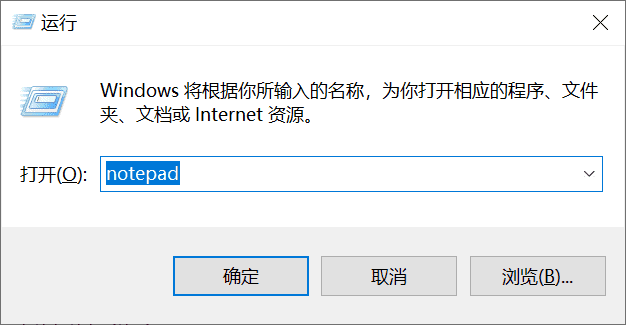 运行
Windows 将根据你所输入的名称，为你打开相应的程序、文件
夹、文档或 Internet 资源。
打开(O): notepad
确定 取消 浏览(B)...